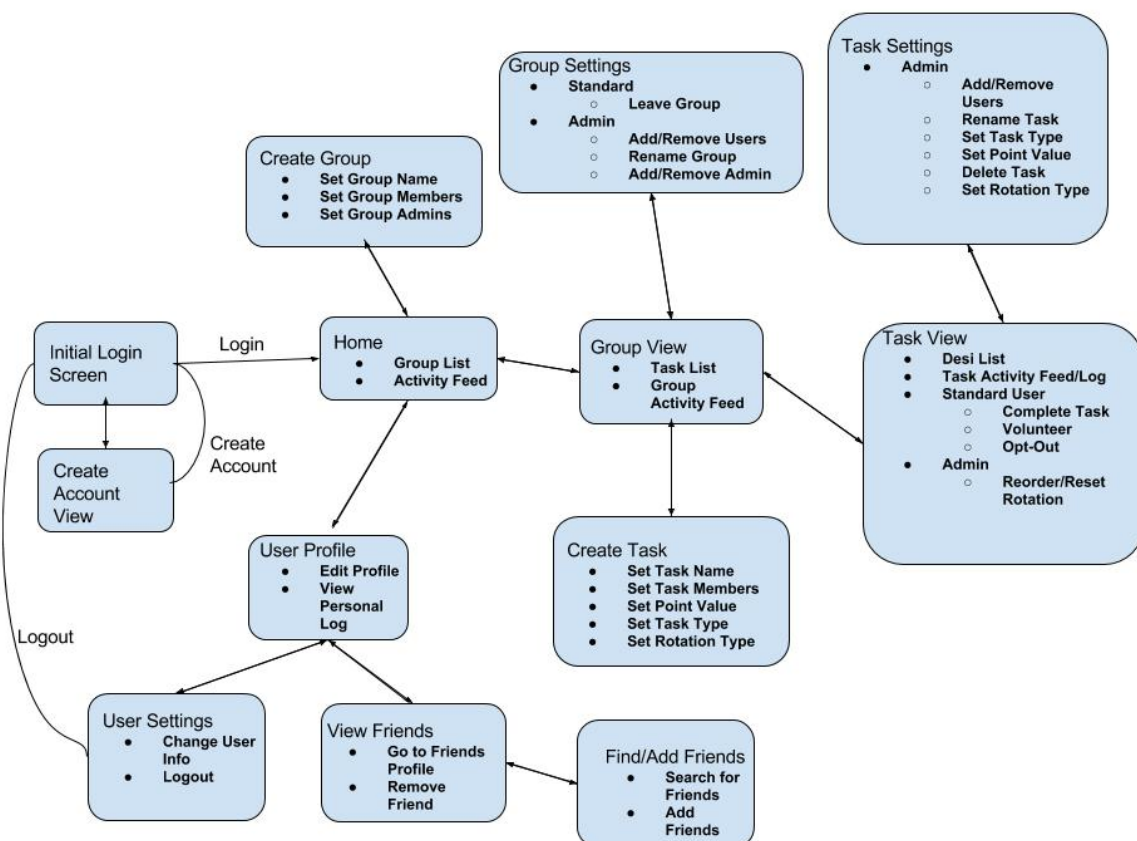 Task Settings
● Admin
○ Add/Remove
Users
○ Rename Task
○ Set Task Type
○ Set Point Value
○ Delete Task
○ Set Rotation Type
Group Settings
● Standard
○ Leave Group
● Admin
○ Add/Remove Users
○ Rename Group
○ Add/Remove Admin
Create Group
● Set Group Name
● Set Group Members
● Set Group Admins
Initial Login
Screen
Login
Home
● Group List
● Activity Feed
Group View
● Task List
● Group
Activity Feed
Task View
● Desi List
● Task Activity Feed/Log
● Standard User
○ Complete Task
○ Volunteer
○ Opt-Out
● Admin
○ Reorder/Reset
Rotation
Create
Account
Create
Account
View
User Profile
● Edit Profile
● View
Personal
Log
Create Task
● Set Task Name
● Set Task Members
● Set Point Value
● Set Task Type
● Set Rotation Type
Logout
User Settings
● Change User
Info
● Logout
View Friends
● Go to Friends
Profile
● Remove
Friend
Find/Add Friends
● Search for
Friends
● Add
Friends